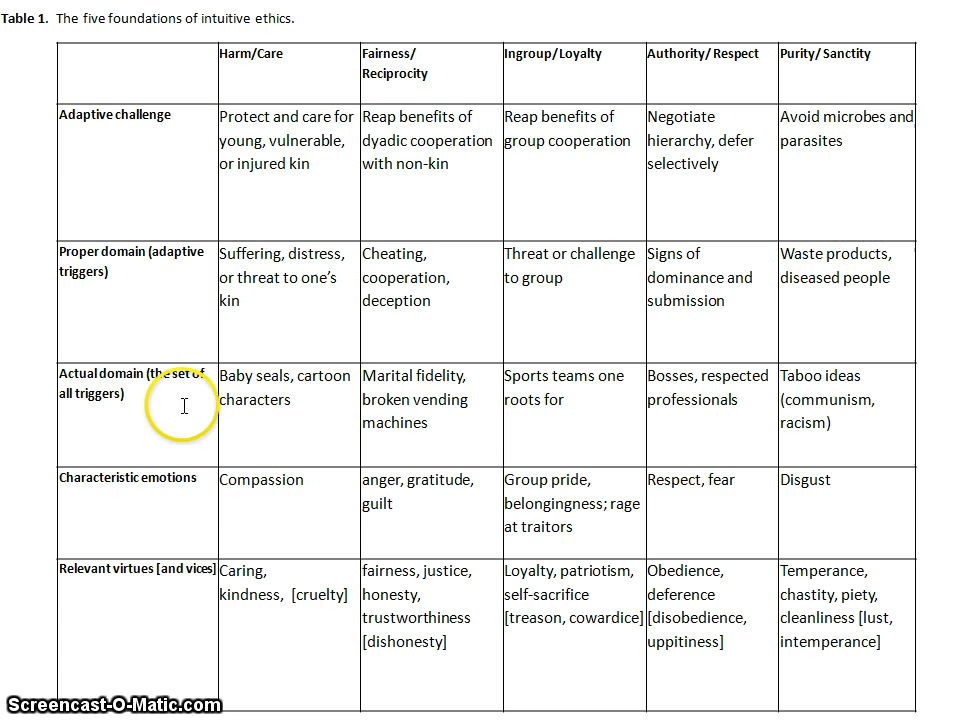 Table 1.  The five foundations of intuitive ethics.
Harm/Care
Fairness/
Reciprocity
Ingroup/Loyalty
Authority/ Respect
Purity/ Sanctity
Adaptive challenge
Protect and care for
young, vulnerable,
or injured kin
Reap benefits of
dyadic cooperation
with non-kin
Reap benefits of
group cooperation
Negotiate
hierarchy, defer
selectively
Avoid microbes and
parasites
Proper domain (adaptive
triggers)
Suffering, distress,
or threat to one's
kin
Cheating,
cooperation,
deception
Threat or challenge
to group
Signs of
dominance and
submission
Waste products,
diseased people
Actual domain (the set of
all triggers)
Baby seals, cartoon
characters
Marital fidelity,
broken vending
machines
Sports teams one
roots for
Bosses, respected
professionals
Taboo ideas
(communism,
racism)
Characteristic emotions
Compassion
anger, gratitude,
guilt
Group pride,
belongingness; rage
at traitors
Respect, fear
Disgust
Relevant virtues [and vices]
Caring,
kindness,  [cruelty]
fairness, justice,
honesty,
trustworthiness
[dishonesty]
Loyalty, patriotism,
self-sacrifice
[treason, cowardice]
Obedience,
deference
[disobedience,
uppitiness]
Temperance,
chastity, piety,
cleanliness [lust,
intemperance]
Screencast-O-Matic.com